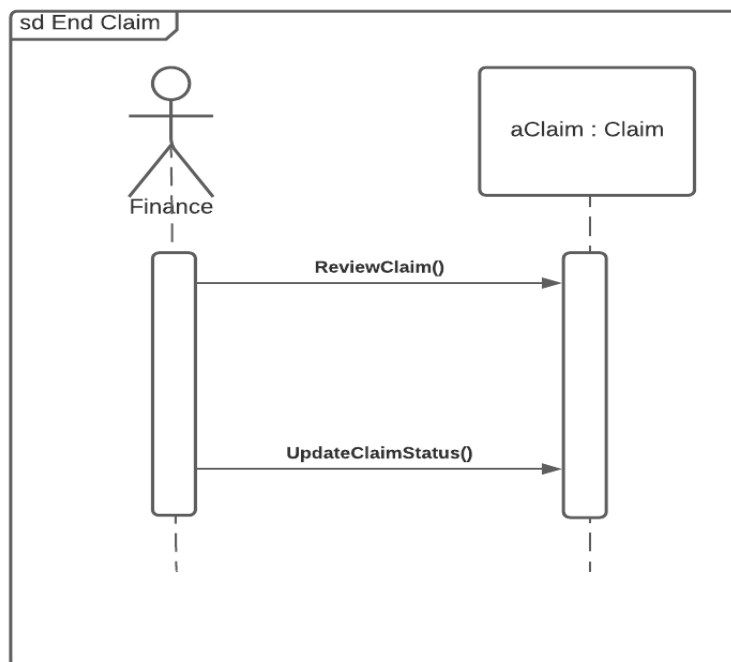 sd End Claim
aClaim : Claim
Finance
ReviewClaim()
UpdateClaimStatus()